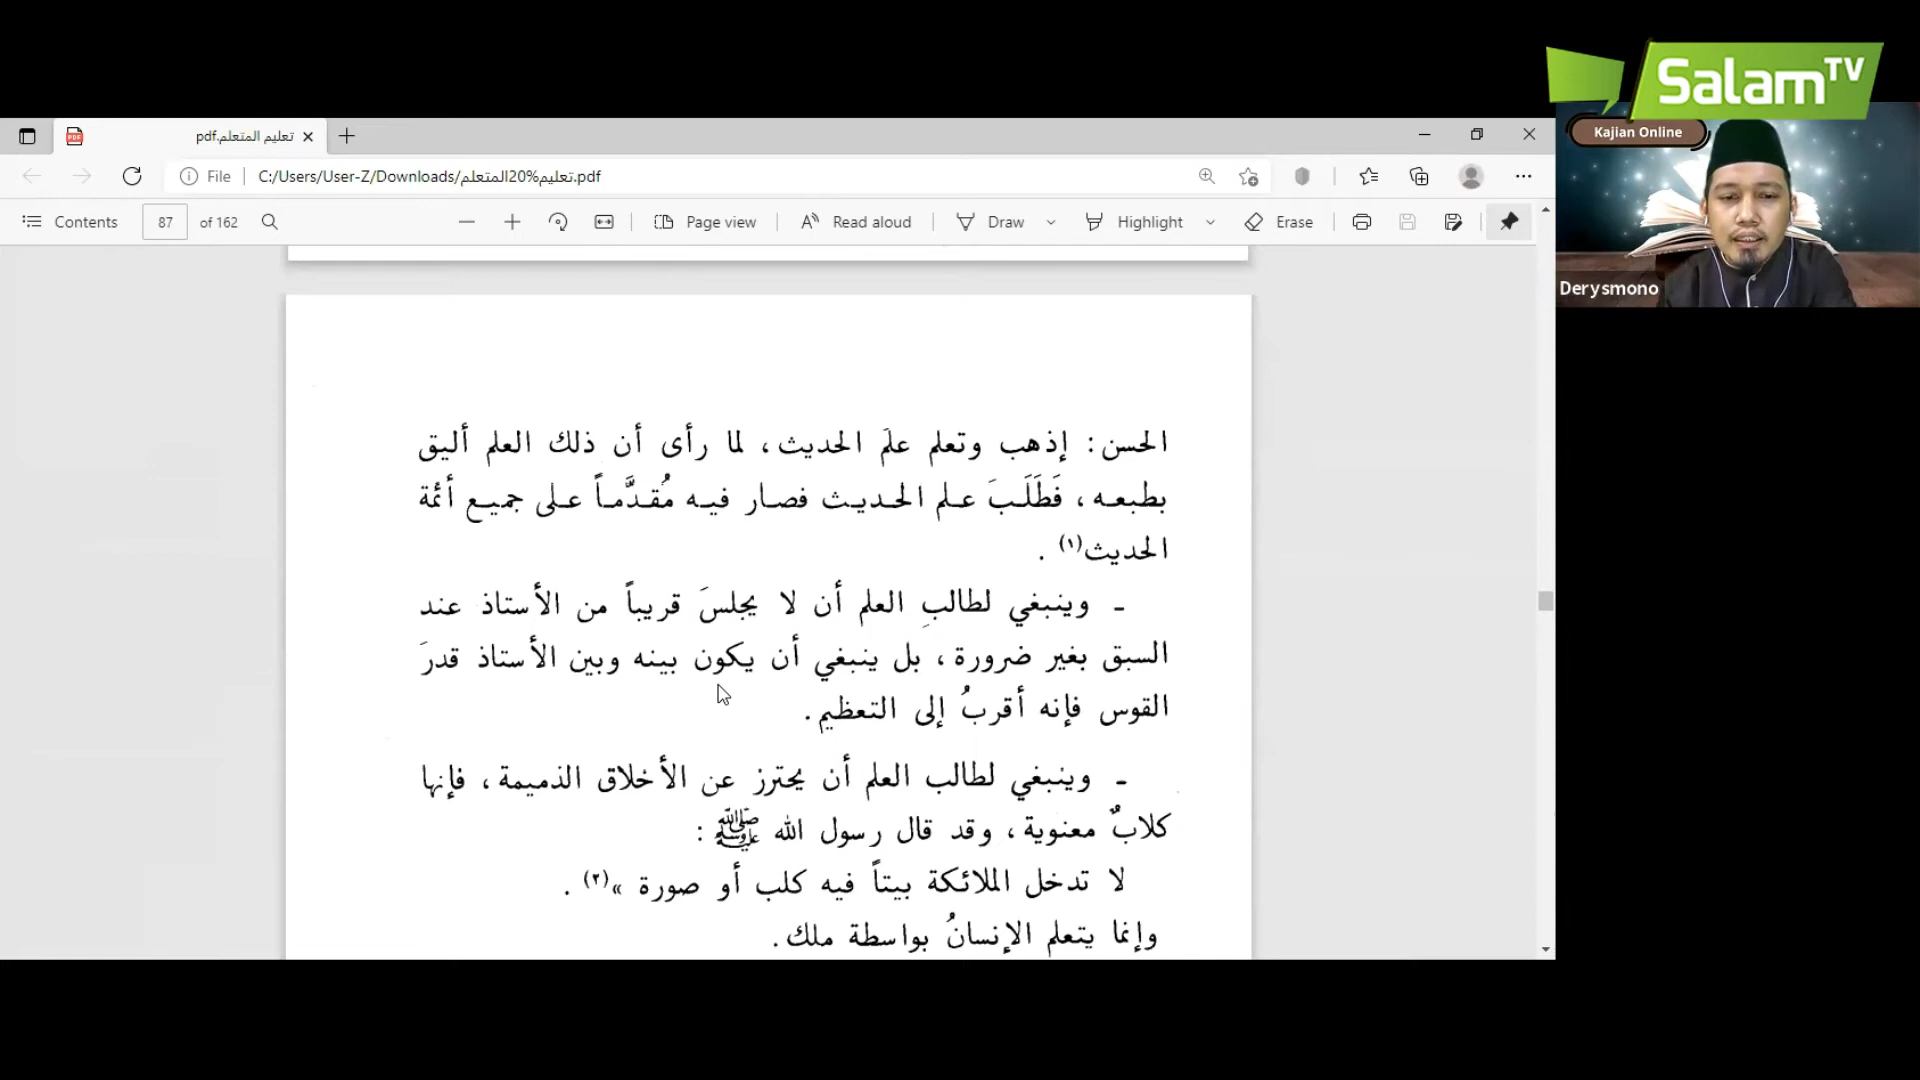 Salam TV
Kajian Online
Derysmono
تعليم المتعلم.pdf
File
C:/Users/User-Z/Downloads/تعليم%20المتعلم.pdf
Contents
87
of 162
Page view
Read aloud
Draw
Highlight
Erase
الحسن: إذهب وتعلم علمَ الحديث، لما رأى أن ذلك العلم أليق
بطبعه، فَطَلَبَ علم الحديث فصار فيه مُقدَّماً على جميع أئمة
الحديث(١) .
- وينبغي لطالبِ العلم أن لا يجلسَ قريباً من الأستاذ عند
السبق بغير ضرورة، بل ينبغي أن يكون بينه وبين الأستاذ قدرَ
القوس فإنه أقربُ إلى التعظيم.
- وينبغي لطالب العلم أن يحترز عن الأخلاق الذميمة، فإنها
كلابٌ معنوية، وقد قال رسول الله ﷺ :
لا تدخل الملائكة بيتاً فيه كلب أو صورة »(٢) .
وإنما يتعلم الإنسانُ بواسطة ملك.